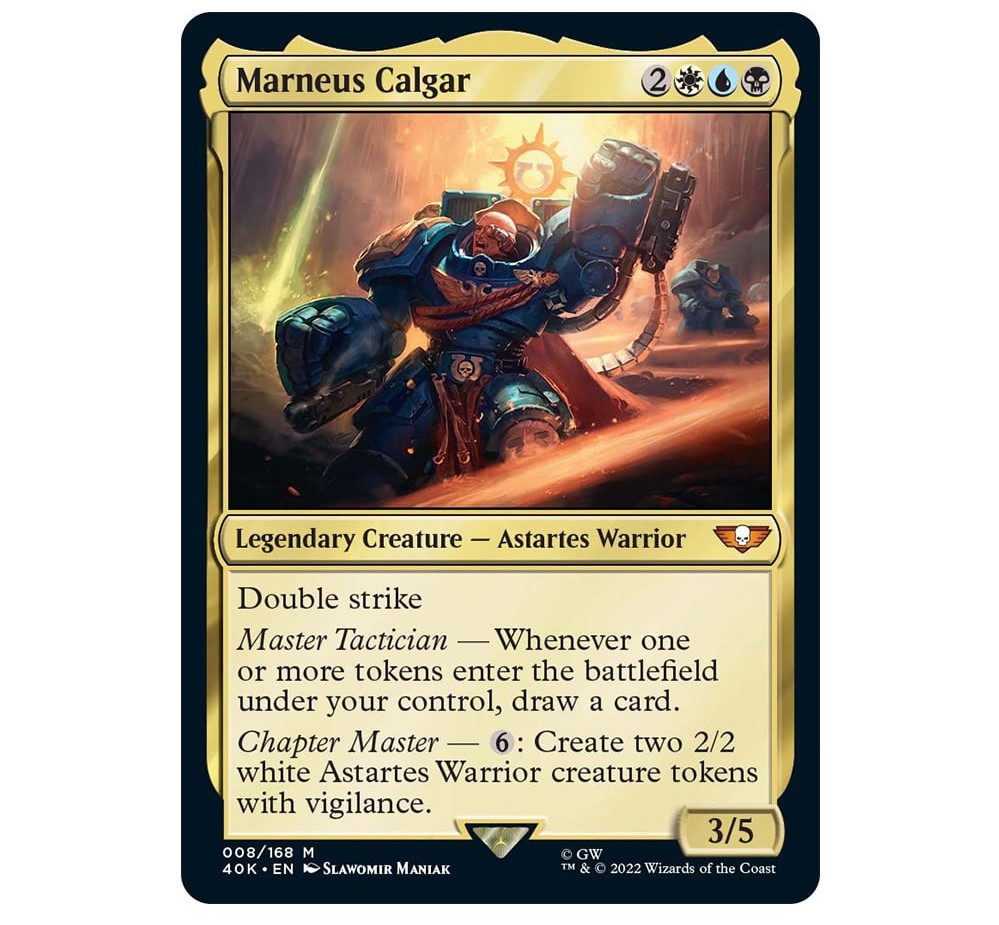 Marneus Calgar 2
Legendary Creature — Astartes Warrior
Double strike
Master Tactician — Whenever one
or more tokens enter the battlefield
under your control, draw a card.
Chapter Master — 6: Create two 2/2
white Astartes Warrior creature tokens
with vigilance.
3/5
008/168 M
40K • EN SLAWOMIR MANIAK
© GW
™ & © 2022 Wizards of the Coast